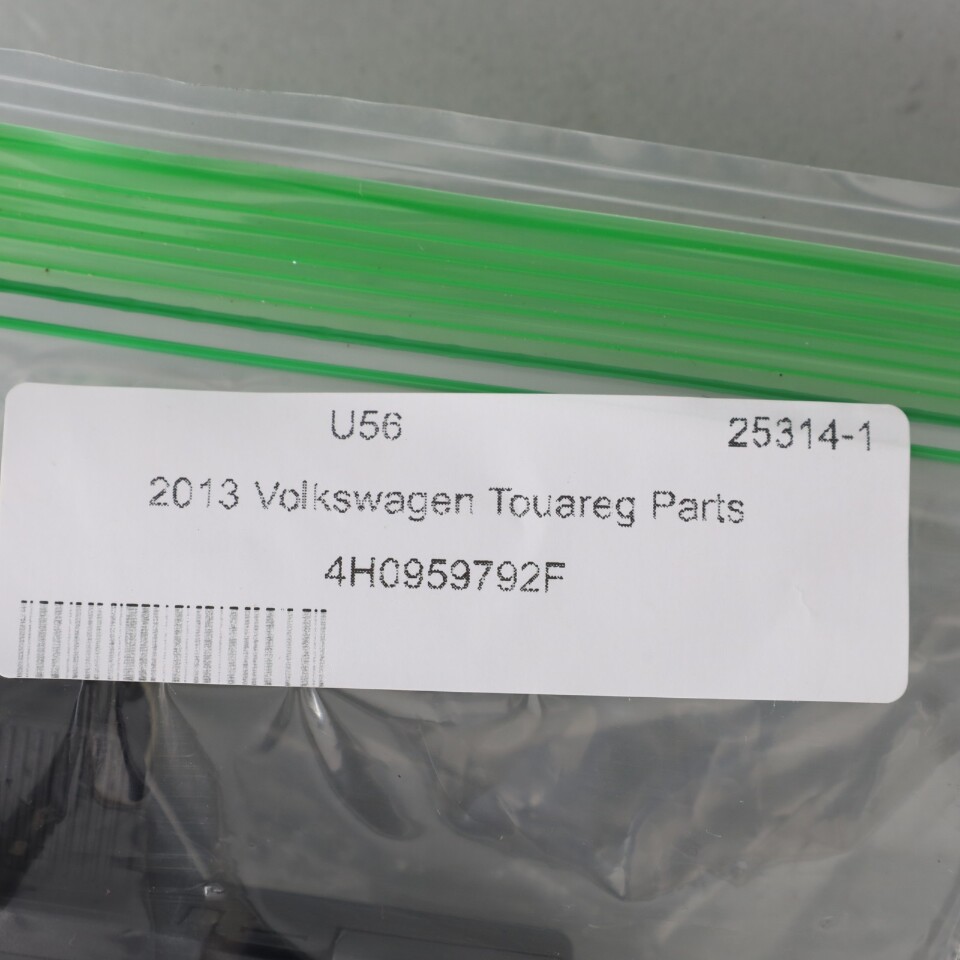 U56 25314-1
2013 Volkswagen Touareg Parts
4H0959792F